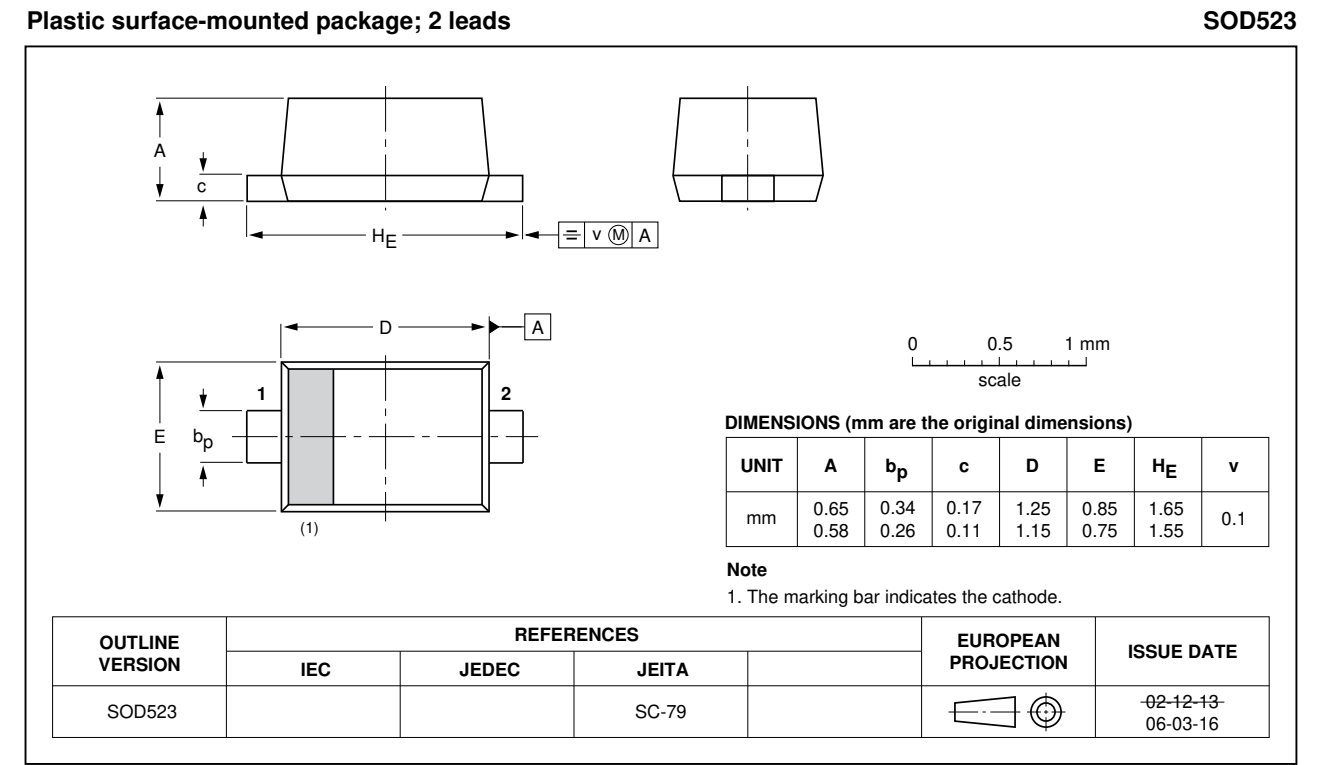 Plastic surface-mounted package; 2 leads SOD523
A
c
HE
v Ⓜ A
D
A
1
2
E
bp
(1)
0 0.5 1 mm
scale
DIMENSIONS (mm are the original dimensions)
UNIT A bp c D E HE v
mm 0.65 0.58 0.34 0.26 0.17 0.11 1.25 1.15 0.85 0.75 1.65 1.55 0.1
Note
1. The marking bar indicates the cathode.
OUTLINE VERSION REFERENCES EUROPEAN PROJECTION ISSUE DATE
IEC JEDEC JEITA
SOD523 SC-79 02-12-13
06-03-16